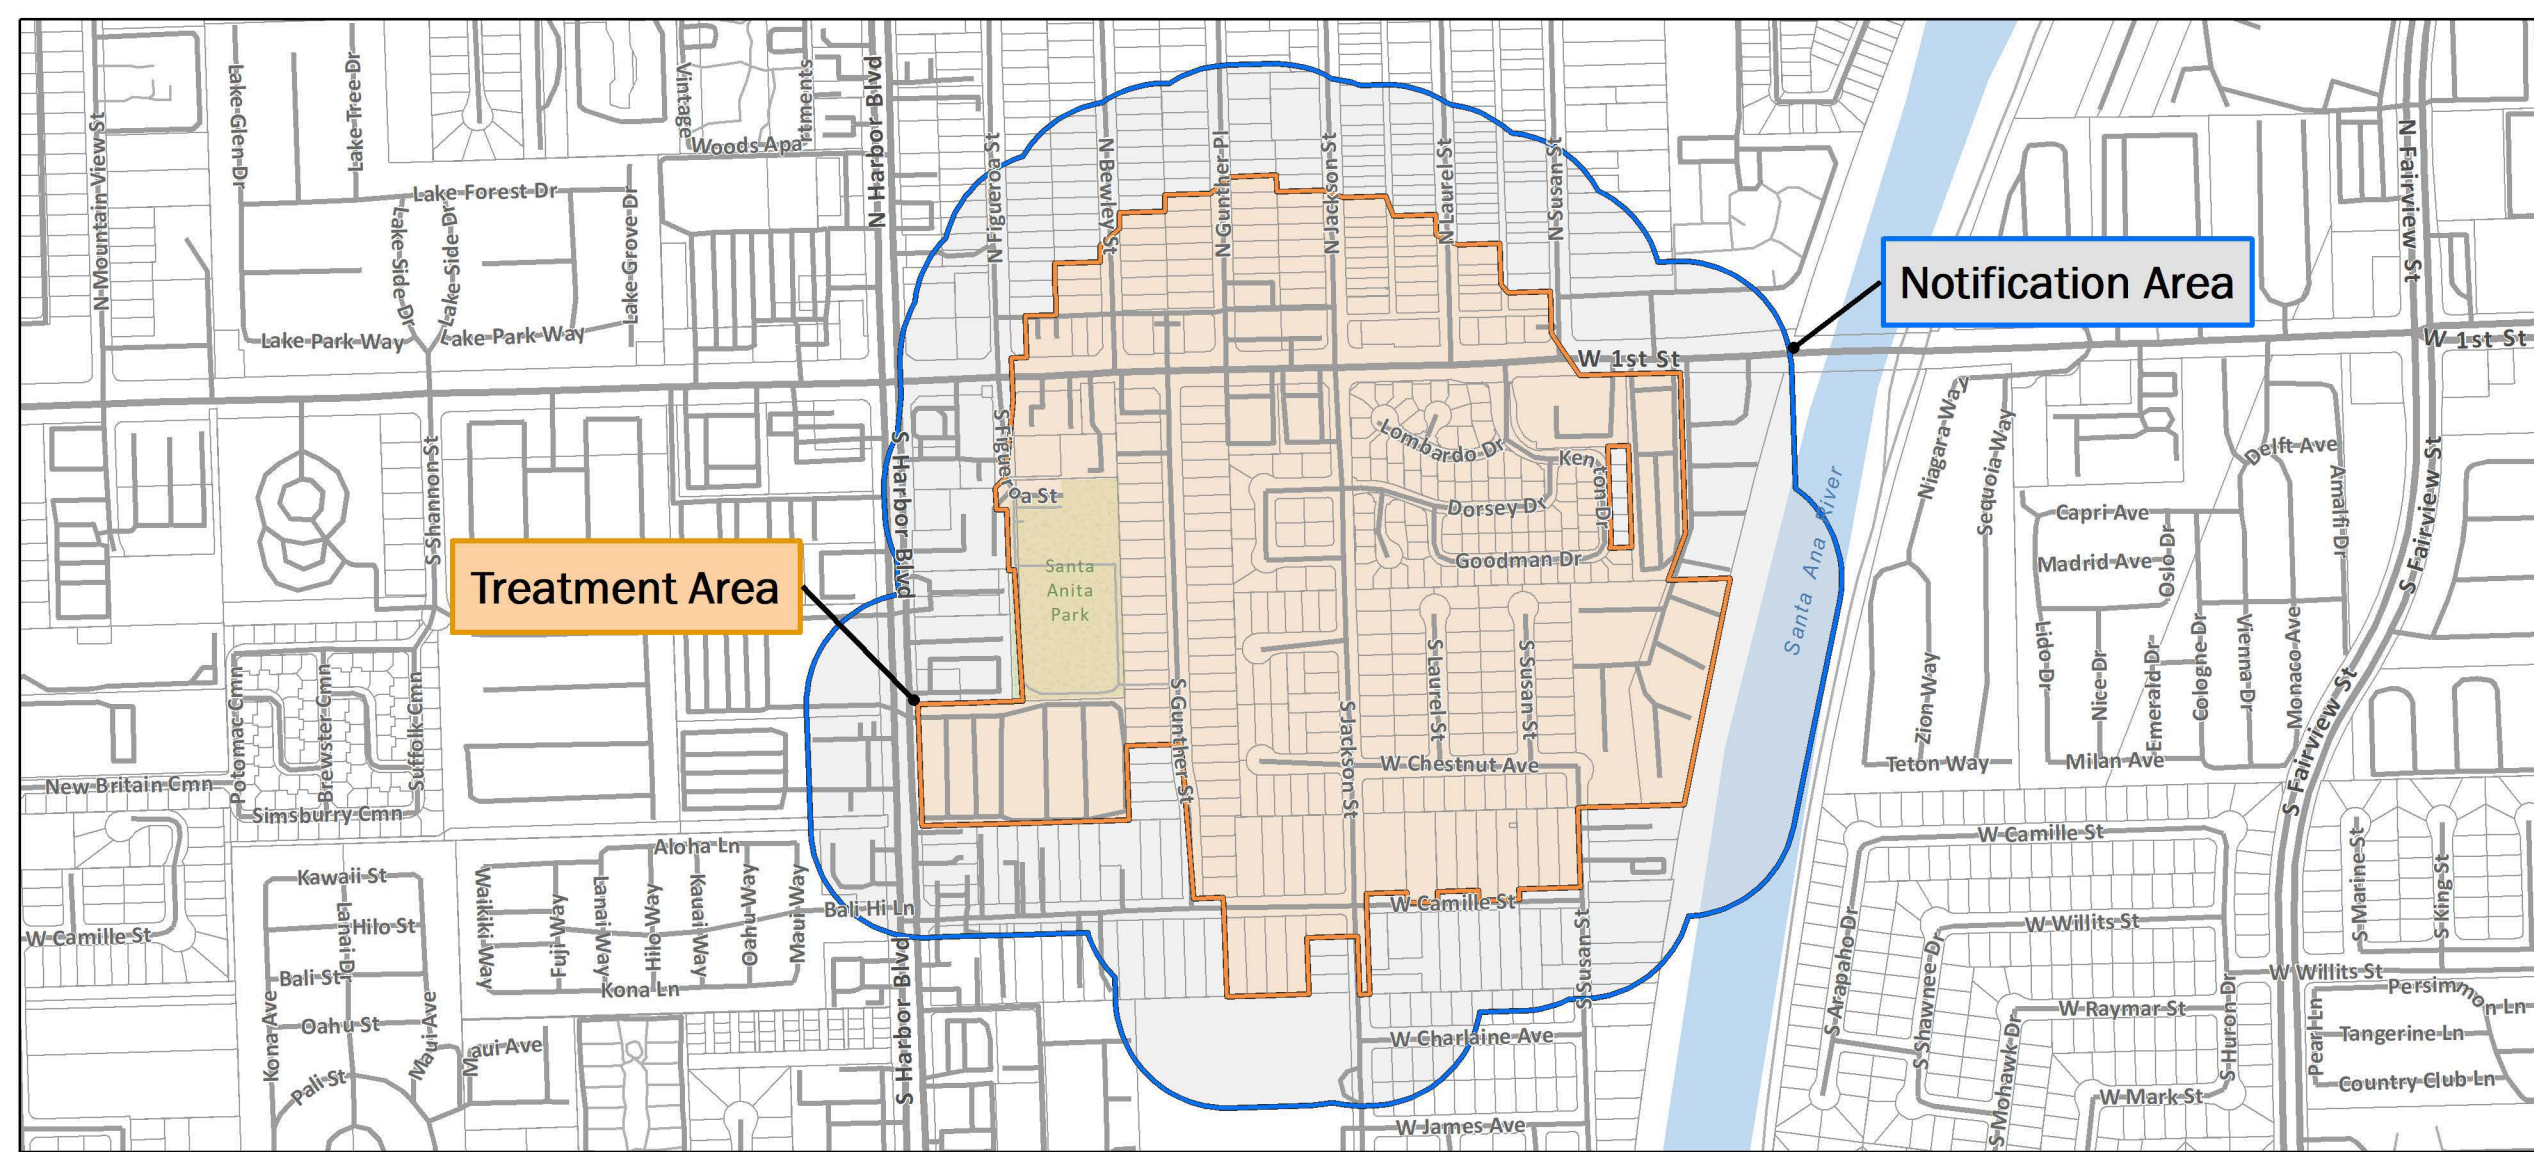 N Mountain View St
Lake Glen Dr
Lake Tree Dr
Lake Forest Dr
Lake Side Dr
Lake Side Dr
Lake Grove Dr
Lake Park Way
Lake Park Way
Vintage
Woods Apartments
N Harbor Blvd
N Figueroa St
N Bewley St
N Gunther Pl
N Jackson St
N Laurel St
N Susan St
Notification Area
N Fairview St
W 1st St
W 1st St
S Shannon St
S Harbor Blvd
S Figueroa St
Lombardo Dr
Kenton Dr
Dorsey Dr
Goodman Dr
Santa Ana River
Niagara Way
Sequoia Way
Delft Ave
Amalfi Dr
S Fairview St
Capri Ave
Madrid Ave
Oslo Dr
Treatment Area
Santa
Anita
Park
Potomac Cmn
Brewster Cmn
Suffolk Cmn
New Britain Cmn
Simsburry Cmn
S Gunther St
S Jackson St
S Laurel St
S Susan St
W Chestnut Ave
Zion Way
Teton Way
Lipo Dr
Nice Dr
Emerald Dr
Cologne Dr
Vienna Dr
Monaco Ave
Milan Ave
S Fairview St
W Camille St
Kawaii St
Lanai Dr
Hilo St
Bali St
Oahu St
Kona Ave
Maui Ave
Maui Ave
Pali St
Aloha Ln
Waikiki Way
Fuji Way
Lanai Way
Hilo Way
Kauai Way
Oahu Way
Maui Way
Kona Ln
Bali Hi Ln
S Harbor Blvd
W Camille St
S Susan St
W Charlaine Ave
W James Ave
W Camille St
S Arapaho Dr
S Shawnee Dr
S Mohawk Dr
W Willits St
W Raymar St
W Mark St
S Huron Dr
S Marine St
S King St
W Willits St
Persimmon Ln
Pearl Ln
Tangerine Ln
Country Club Ln